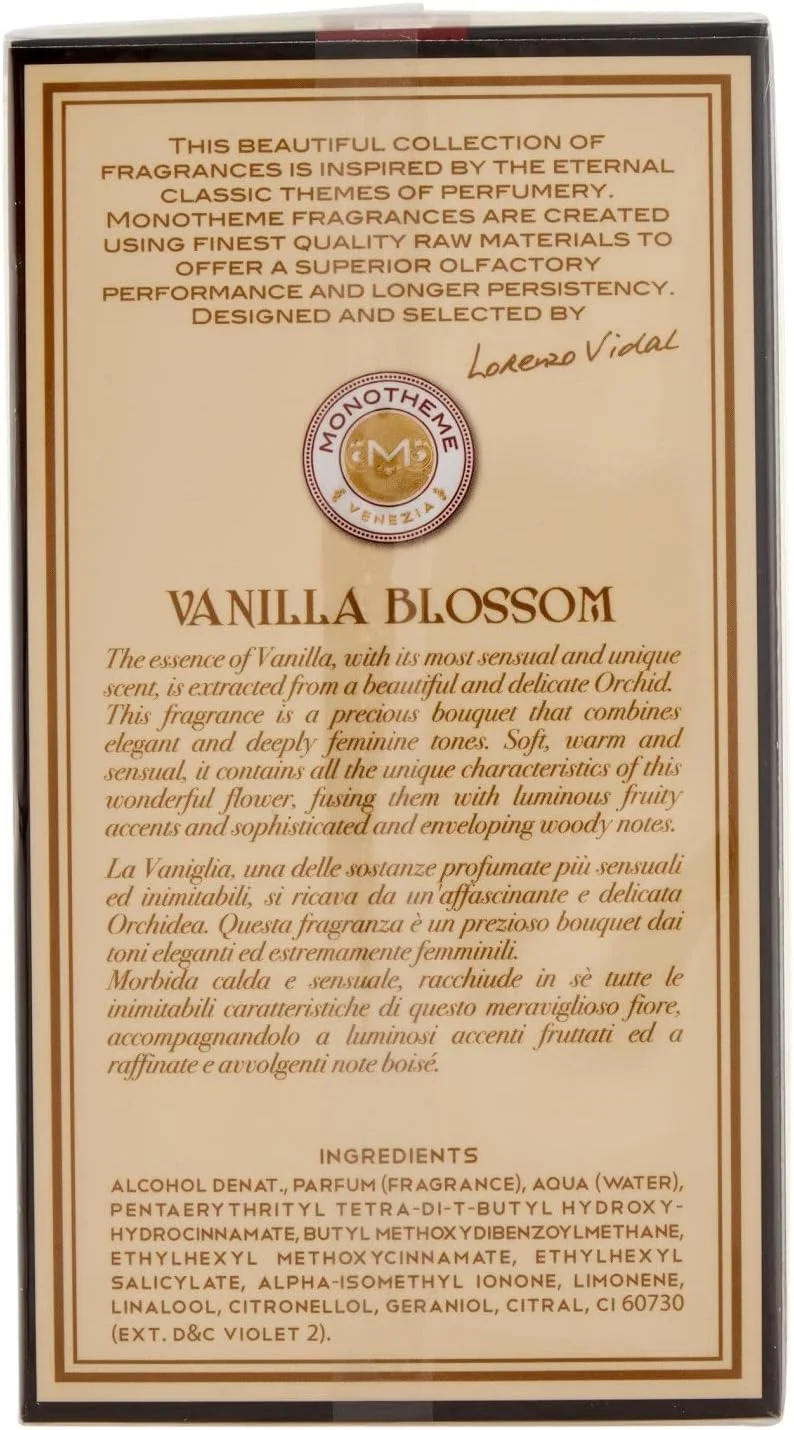 THIS BEAUTIFUL COLLECTION OF
FRAGRANCES IS INSPIRED BY THE ETERNAL
CLASSIC THEMES OF PERFUMERY.
MONOTHEME FRAGRANCES ARE CREATED
USING FINEST QUALITY RAW MATERIALS TO
OFFER A SUPERIOR OLFACTORY
PERFORMANCE AND LONGER PERSISTENCY.
DESIGNED AND SELECTED BY
Lorenzo Vidal
MONOTHEME
M
VENEZIA
VANILLA BLOSSOM
The essence of Vanilla, with its most sensual and unique
scent, is extracted from a beautiful and delicate Orchid.
This fragrance is a precious bouquet that combines
elegant and deeply feminine tones. Soft, warm and
sensual, it contains all the unique characteristics of this
wonderful flower, fusing them with luminous fruity
accents and sophisticated and enveloping woody notes.
La Vaniglia, una delle sostanze profumate più sensuali
ed inimitabili, si ricava da un'affascinante e delicata
Orchidea. Questa fragranza è un prezioso bouquet dai
toni eleganti ed estremamente femminili.
Morbida calda e sensuale, racchiude in sè tutte le
inimitabili caratteristiche di questo meraviglioso fiore,
accompagnandolo a luminosi accenti fruttati ed a
raffinate e avvolgenti note boisé.
INGREDIENTS
ALCOHOL DENAT., PARFUM (FRAGRANCE), AQUA (WATER),
PENTAERYTHRITYL TETRA-DI-T-BUTYL HYDROXY-
HYDROCINNAMATE, BUTYL METHOXYDIBENZOYLMETHANE,
ETHYLHEXYL METHOXYCINNAMATE, ETHYLHEXYL
SALICYLATE, ALPHA-ISOMETHYL IONONE, LIMONENE,
LINALOOL, CITRONELLOL, GERANIOL, CITRAL, CI 60730
(EXT. D&C VIOLET 2).